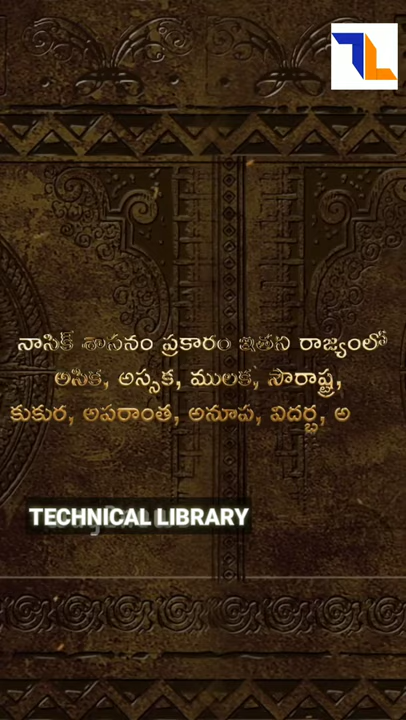 నాసిక్ శాసనం ప్రకారం ఇతని రాజ్యంలో
అసిక, అస్సక, ములక, సౌరాష్ట్ర,
కుకుర, అపరాంత, అనూప, విదర్భ, అ
TECHNICAL LIBRARY